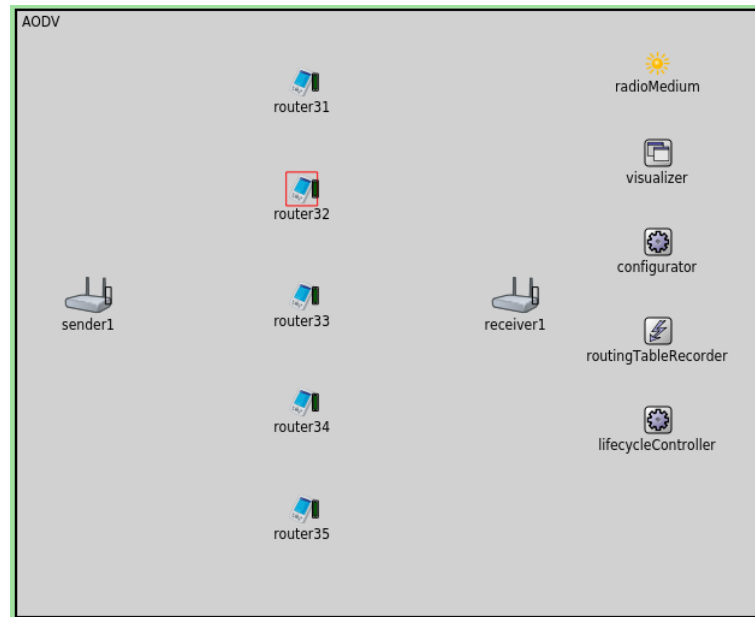 AODV
router31
radioMedium
router32
visualizer
configurator
sender1
router33
receiver1
routingTableRecorder
router34
lifecycleController
router35